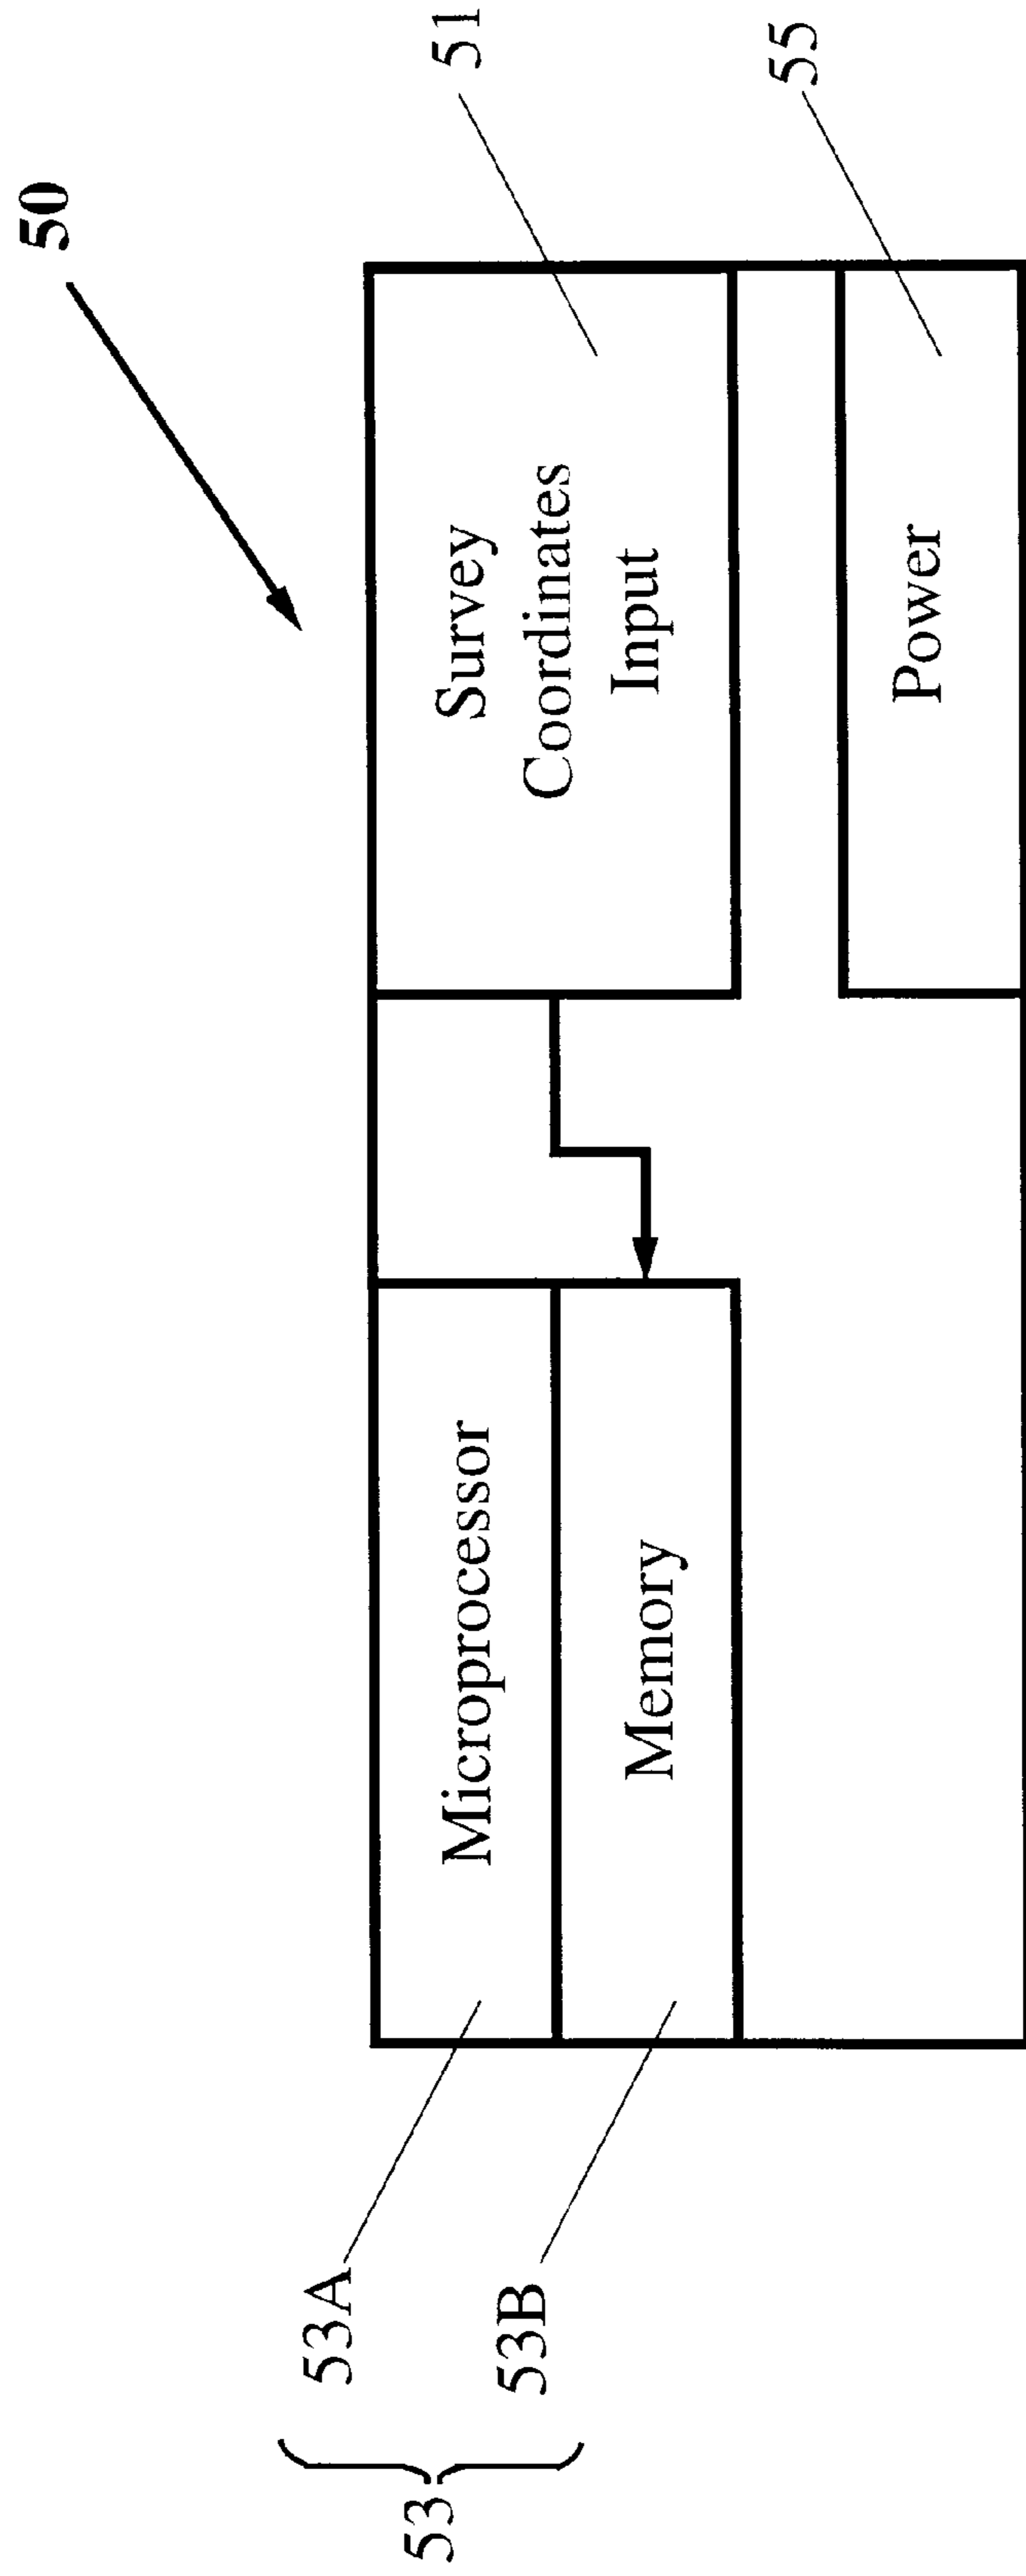 50
53
53A
53B
Microprocessor
Memory
Survey
Coordinates
Input
51
Power
55